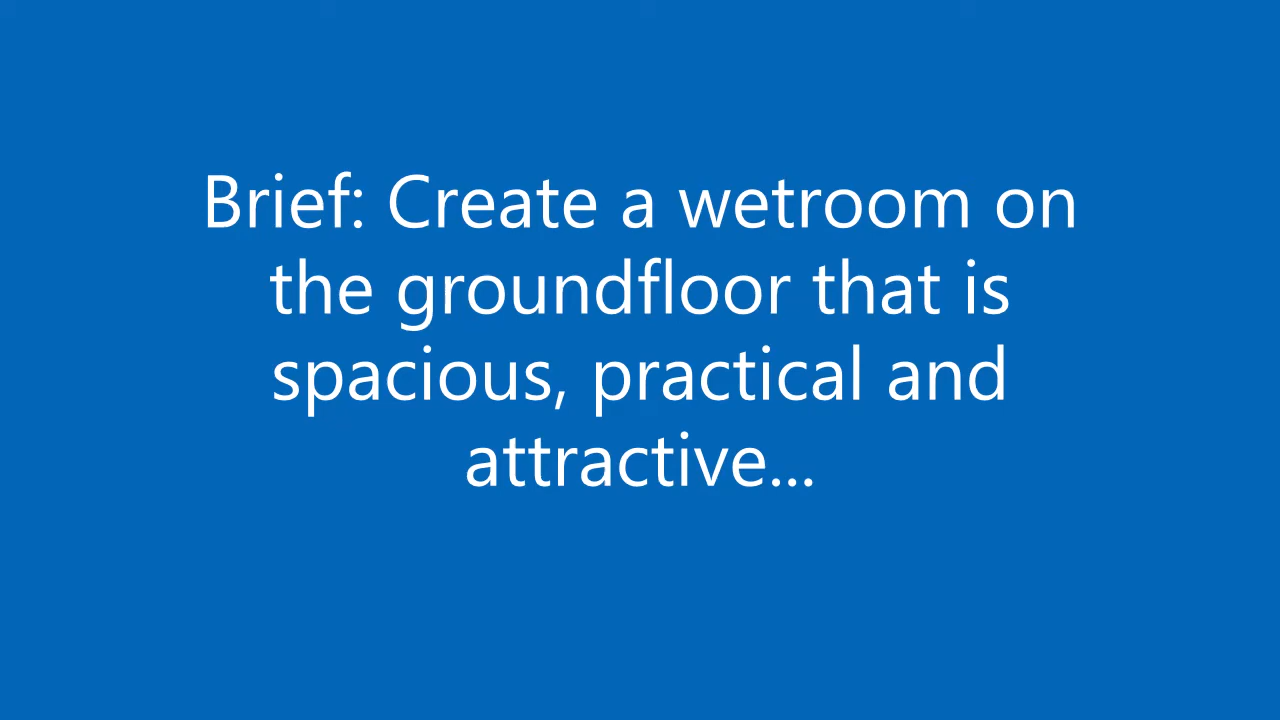 Brief: Create a wetroom on
the groundfloor that is
spacious, practical and
attractive...